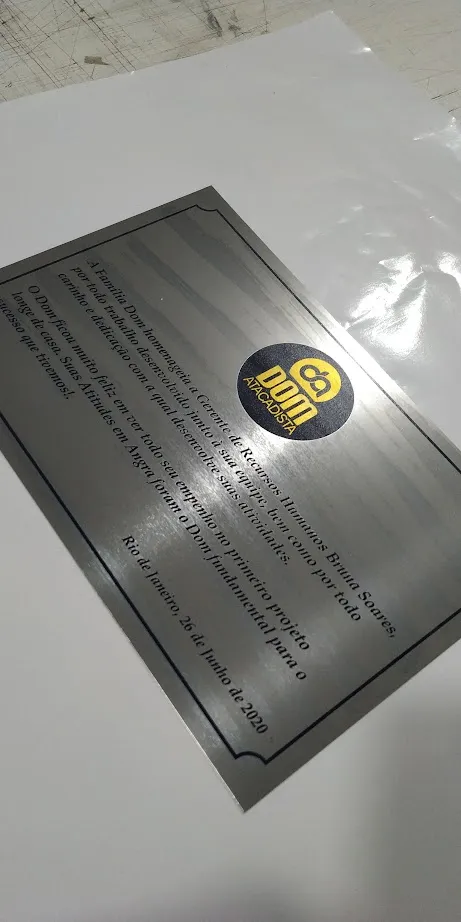 DOM
ATACADISTA
A Família Dom homenageia a Gerente de Recursos Humanos Bruna Soares,
por todo trabalho desenvolvido junto à sua equipe, bem como por todo
carinho e dedicação com a qual desenvolve suas atividades.
O Dom ficou muito feliz em ver todo seu empenho no primeiro projeto
longe de casa. Suas Atitudes em Angra foram o Dom fundamental para o
sucesso que tivemos!
Rio de Janeiro, 26 de Junho de 2020